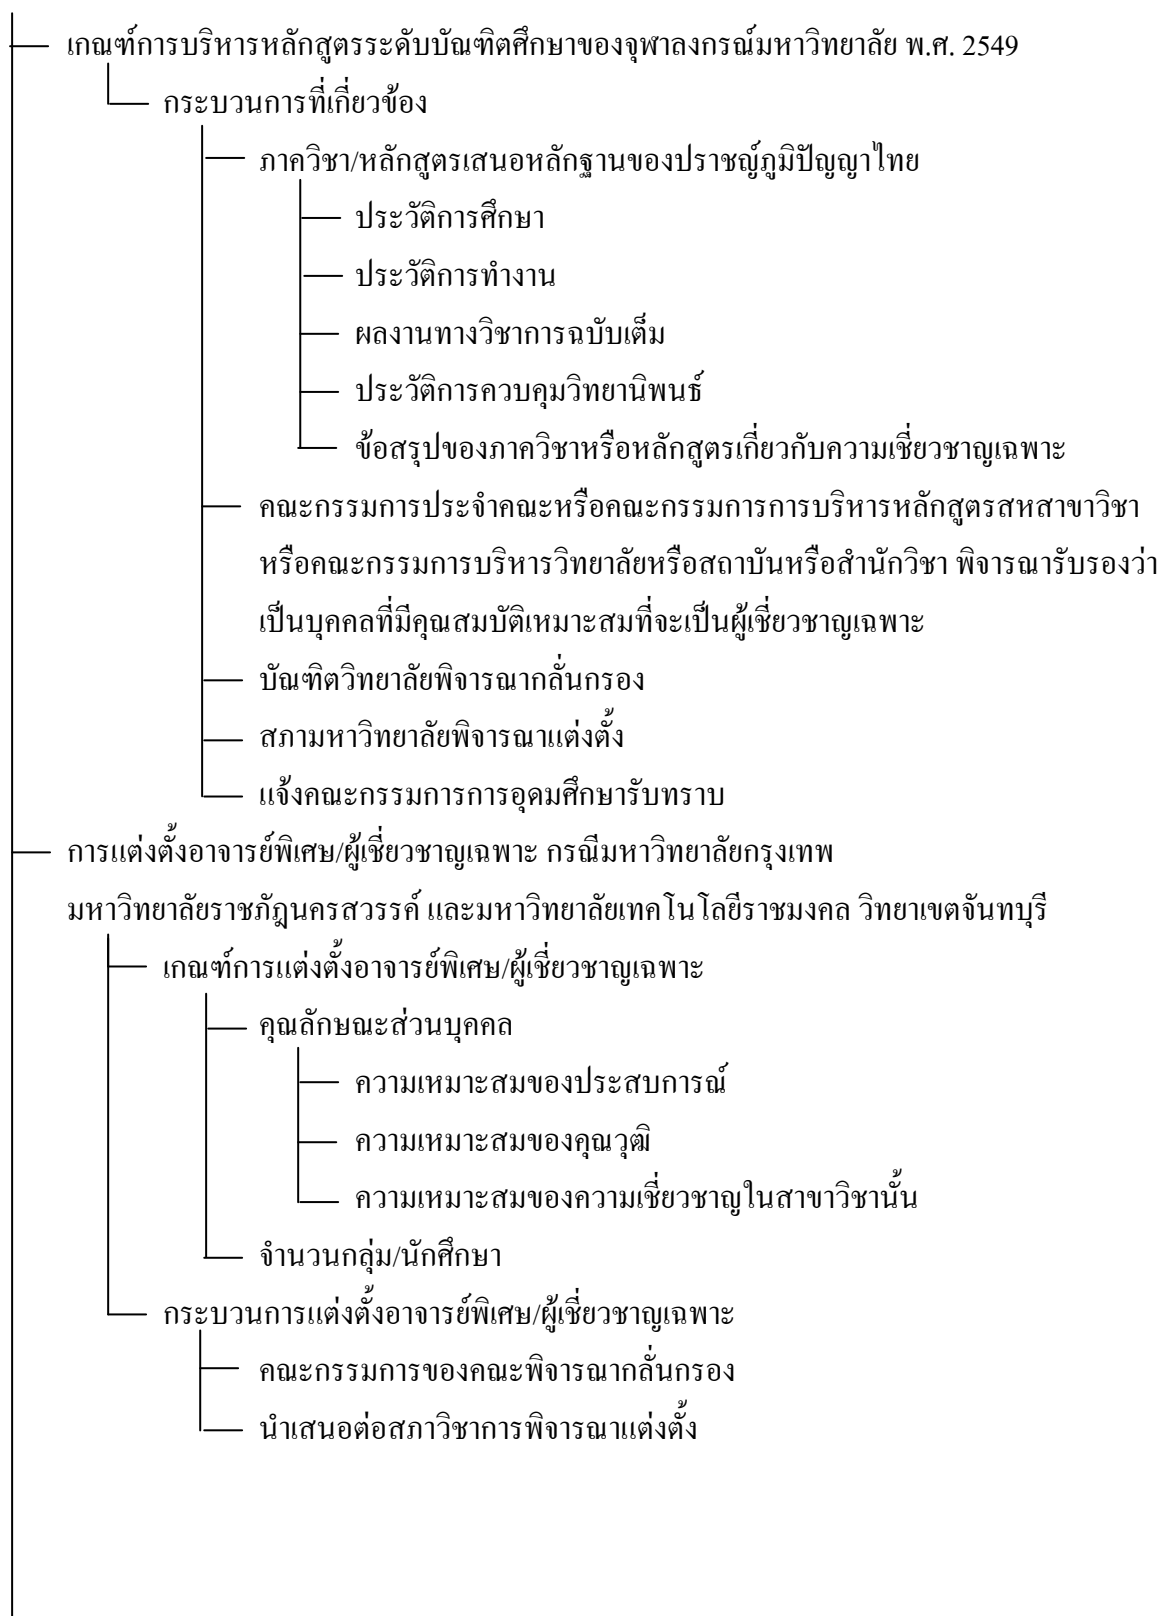 เกณฑ์การบริหารหลักสูตรระดับบัณฑิตศึกษาของจุฬาลงกรณ์มหาวิทยาลัย พ.ศ. 2549
กระบวนการที่เกี่ยวข้อง
ภาควิชา/หลักสูตรเสนอหลักฐานของปราชญ์ภูมิปัญญาไทย
ประวัติการศึกษา
ประวัติการทำงาน
ผลงานทางวิชาการฉบับเต็ม
ประวัติการควบคุมวิทยานิพนธ์
ข้อสรุปของภาควิชาหรือหลักสูตรเกี่ยวกับความเชี่ยวชาญเฉพาะ
คณะกรรมการประจำคณะหรือคณะกรรมการการบริหารหลักสูตรสหสาขาวิชา
หรือคณะกรรมการบริหารวิทยาลัยหรือสถาบันหรือสำนักวิชา พิจารณารับรองว่า
เป็นบุคคลที่มีคุณสมบัติเหมาะสมที่จะเป็นผู้เชี่ยวชาญเฉพาะ
บัณฑิตวิทยาลัยพิจารณากลั่นกรอง
สภามหาวิทยาลัยพิจารณาแต่งตั้ง
แจ้งคณะกรรมการการอุดมศึกษารับทราบ
การแต่งตั้งอาจารย์พิเศษ/ผู้เชี่ยวชาญเฉพาะ กรณีมหาวิทยาลัยกรุงเทพ
มหาวิทยาลัยราชภัฎนครสวรรค์ และมหาวิทยาลัยเทคโนโลยีราชมงคล วิทยาเขตจันทบุรี
เกณฑ์การแต่งตั้งอาจารย์พิเศษ/ผู้เชี่ยวชาญเฉพาะ
คุณลักษณะส่วนบุคคล
ความเหมาะสมของประสบการณ์
ความเหมาะสมของคุณวุฒิ
ความเหมาะสมของความเชี่ยวชาญในสาขาวิชานั้น
จำนวนกลุ่ม/นักศึกษา
กระบวนการแต่งตั้งอาจารย์พิเศษ/ผู้เชี่ยวชาญเฉพาะ
คณะกรรมการของคณะพิจารณากลั่นกรอง
นำเสนอต่อสภาวิชาการพิจารณาแต่งตั้ง